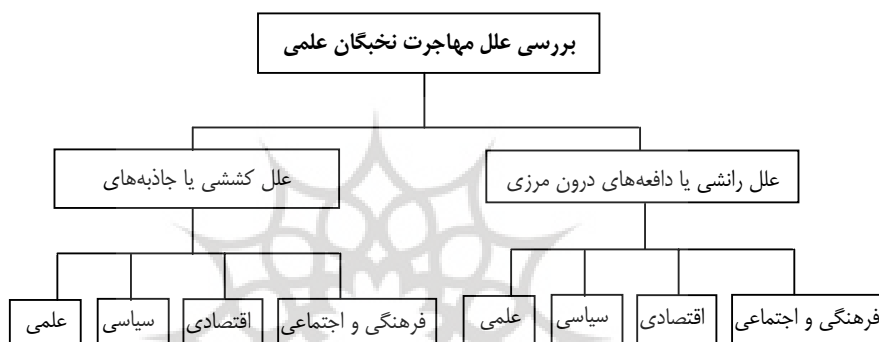 بررسی علل مهاجرت نخبگان علمی
علل رانشی یا دافعه‌های درون مرزی
علل کششی یا جاذبه‌های
فرهنگی و اجتماعی
اقتصادی
سیاسی
علمی
فرهنگی و اجتماعی
اقتصادی
سیاسی
علمی